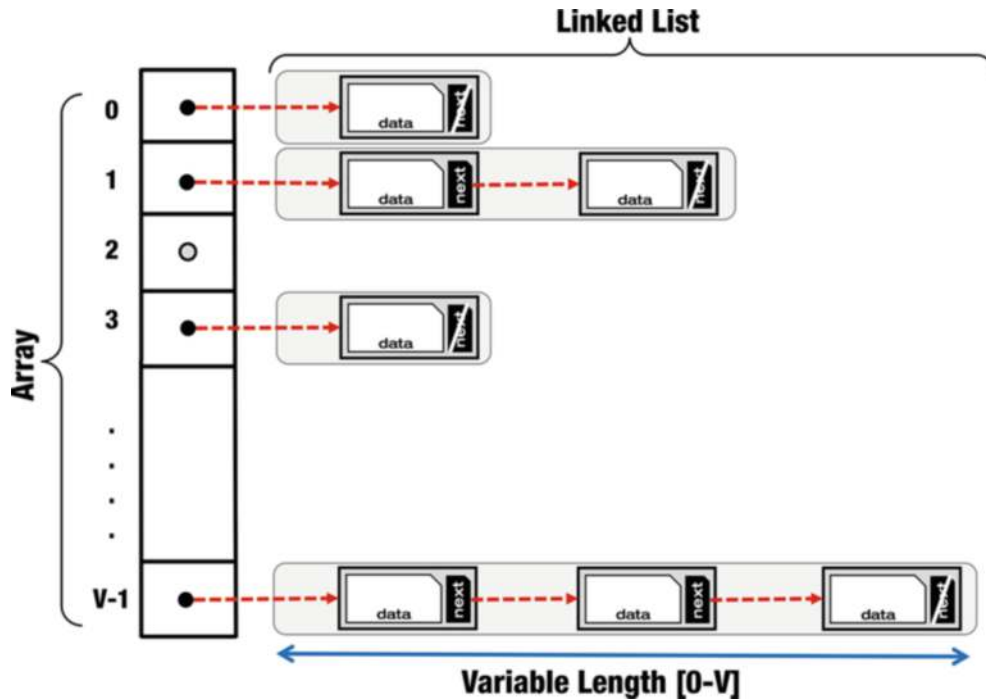 Linked List
Array
0
data next
1
data next data next
2
3
data next
.
.
.
.
V-1
data next data next data next
Variable Length [0-V]